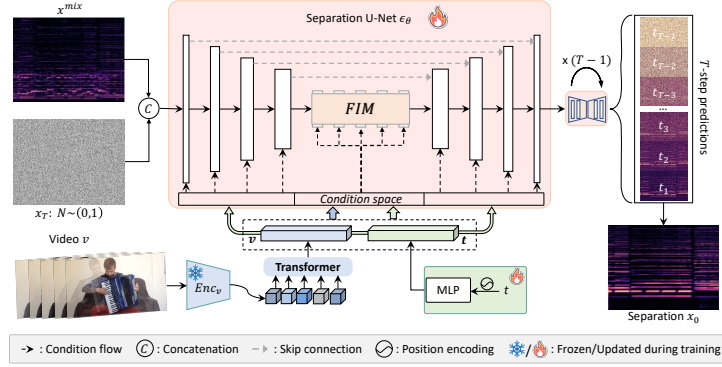 x^{mix}
Separation U-Net ϵ_θ
C
FIM
x (T − 1)
t_{T−1}
t_{T−2}
t_{T−3}
...
t_3
t_2
t_1
T-step predictions
Condition space
x_T: N~(0,1)
Video v
v
t
Transformer
Enc_v
MLP
t
Separation x_0
: Condition flow
C : Concatenation
: Skip connection
: Position encoding
/ : Frozen/Updated during training